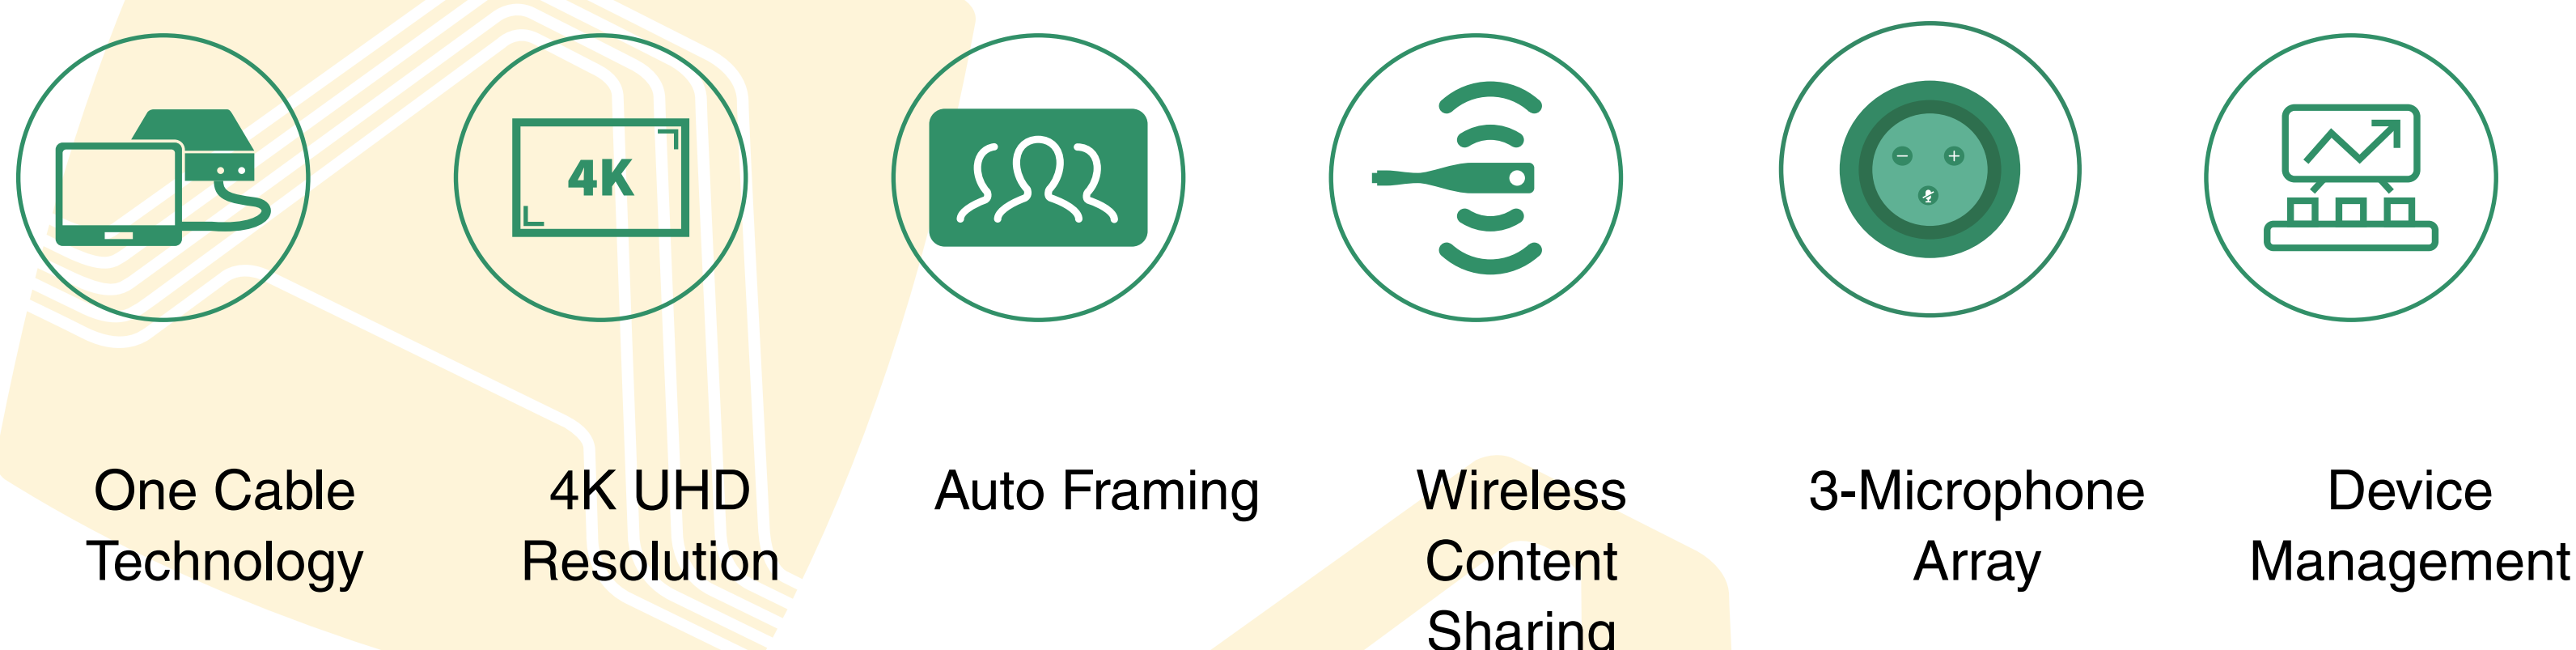 4K
One Cable
Technology
4K UHD
Resolution
Auto Framing
Wireless
Content
Sharing
3-Microphone
Array
Device
Management